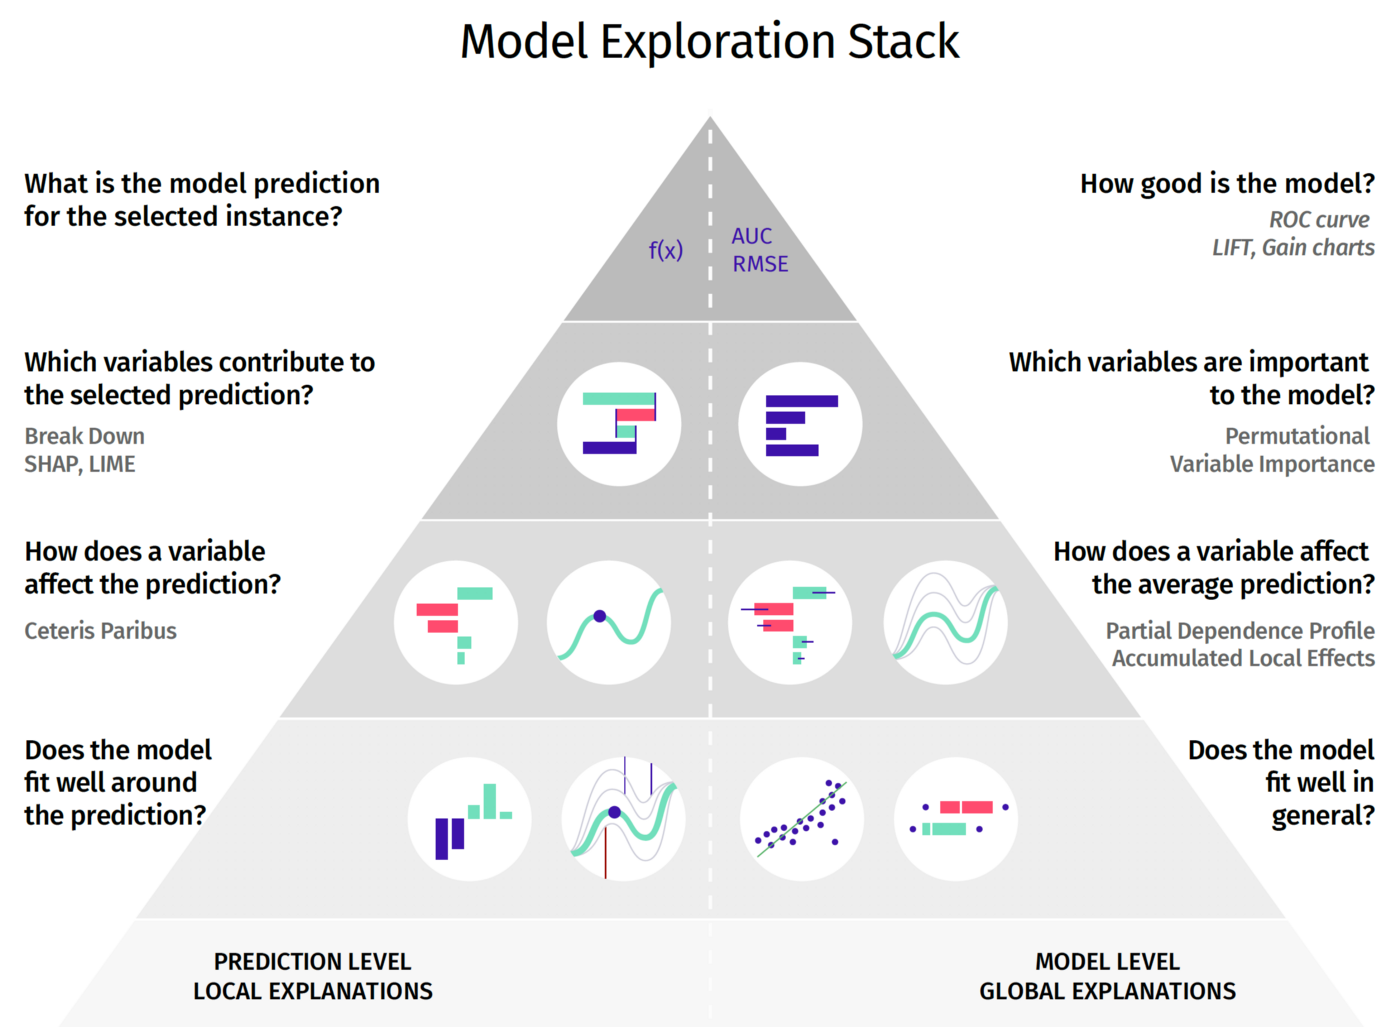 Model Exploration Stack
What is the model prediction
for the selected instance?
f(x)
AUC
RMSE
How good is the model?
ROC curve
LIFT, Gain charts
Which variables contribute to
the selected prediction?
Break Down
SHAP, LIME
Which variables are important
to the model?
Permutational
Variable Importance
How does a variable
affect the prediction?
Ceteris Paribus
How does a variable affect
the average prediction?
Partial Dependence Profile
Accumulated Local Effects
Does the model
fit well around
the prediction?
Does the model
fit well in
general?
PREDICTION LEVEL
LOCAL EXPLANATIONS
MODEL LEVEL
GLOBAL EXPLANATIONS